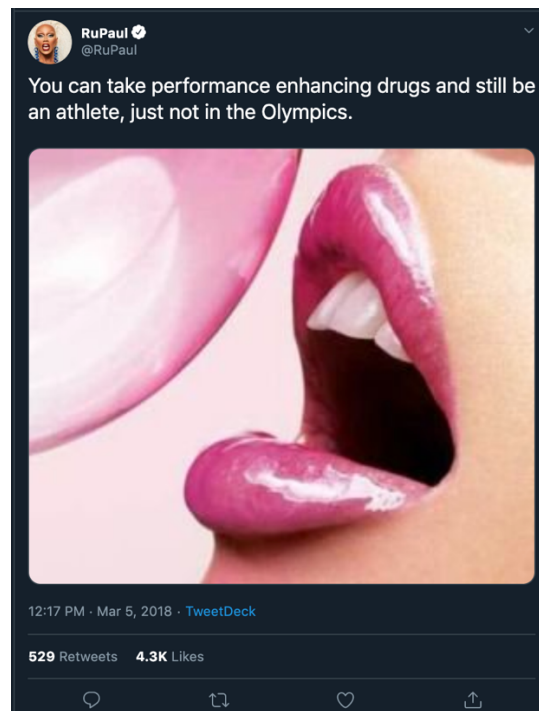 RuPaul
@RuPaul
You can take performance enhancing drugs and still be
an athlete, just not in the Olympics.
12:17 PM · Mar 5, 2018 · TweetDeck
529 Retweets 4.3K Likes